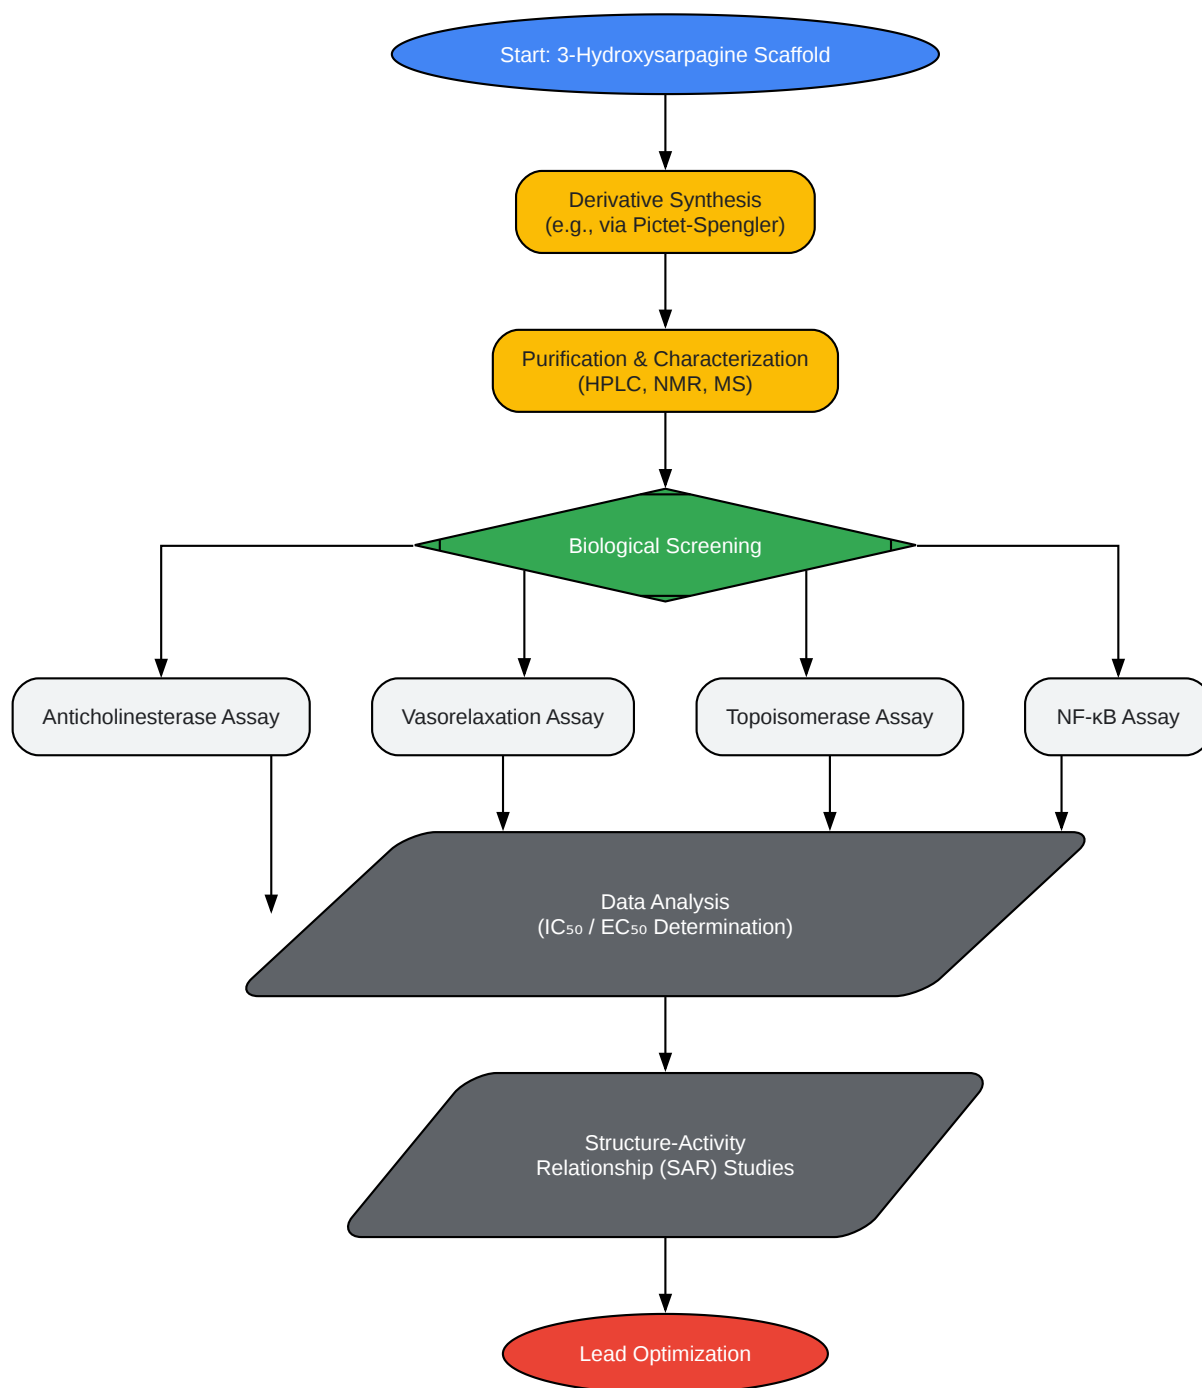 Start: 3-Hydroxysarpagine Scaffold
Derivative Synthesis
(e.g., via Pictet-Spengler)
Purification & Characterization
(HPLC, NMR, MS)
Biological Screening
Anticholinesterase Assay
Vasorelaxation Assay
Topoisomerase Assay
NF-κB Assay
Data Analysis
(IC₅₀ / EC₅₀ Determination)
Structure-Activity
Relationship (SAR) Studies
Lead Optimization